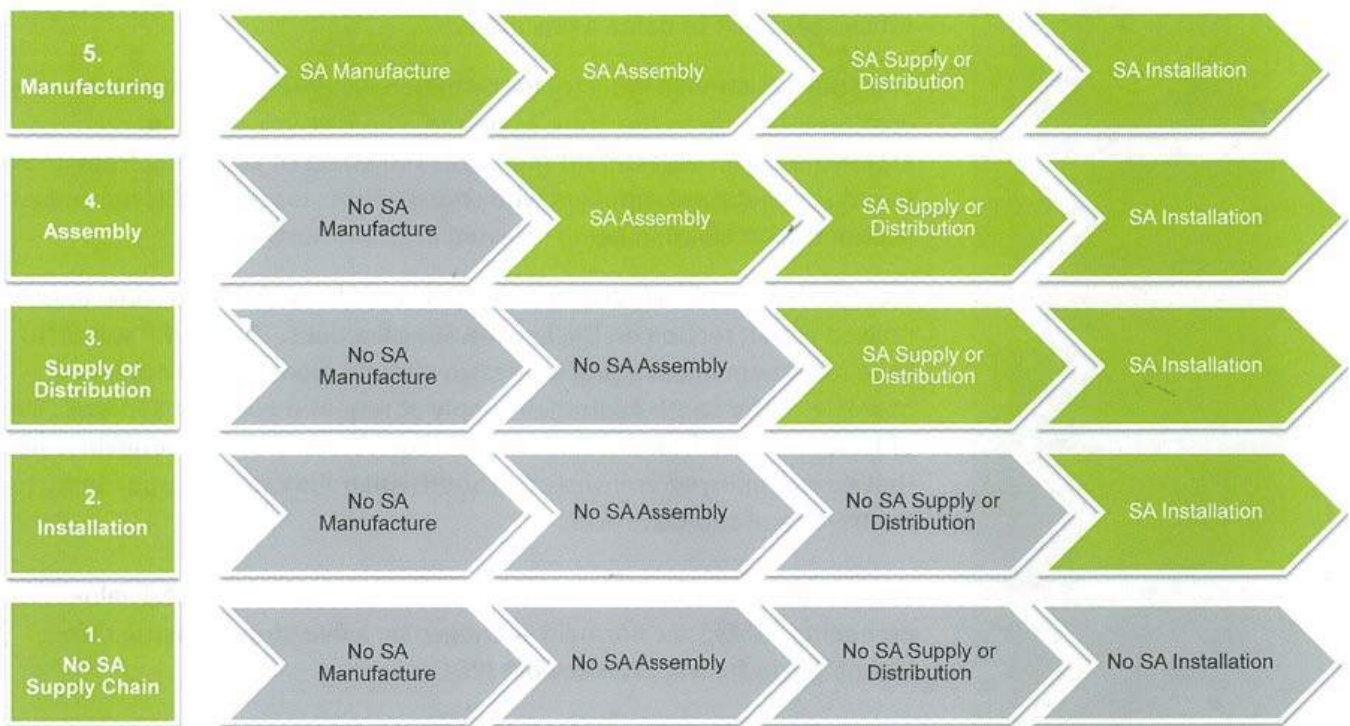 5.
Manufacturing
SA Manufacture
SA Assembly
SA Supply or
Distribution
SA Installation
4.
Assembly
No SA
Manufacture
SA Assembly
SA Supply or
Distribution
SA Installation
3.
Supply or
Distribution
No SA
Manufacture
No SA Assembly
SA Supply or
Distribution
SA Installation
2.
Installation
No SA
Manufacture
No SA Assembly
No SA Supply or
Distribution
SA Installation
1.
No SA
Supply Chain
No SA
Manufacture
No SA Assembly
No SA Supply or
Distribution
No SA Installation